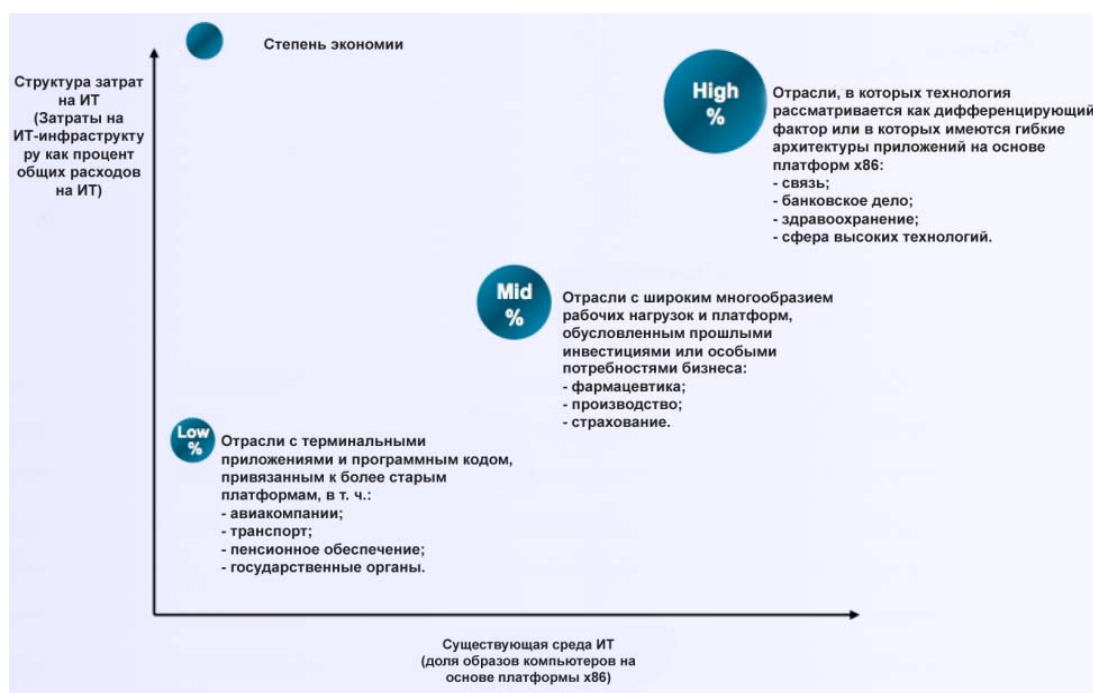 Степень экономии
Структура затрат
на ИТ
(Затраты на
ИТ-инфраструкту
ру как процент
общих расходов
на ИТ)
High
%
Отрасли, в которых технология
рассматривается как дифференцирующий
фактор или в которых имеются гибкие
архитектуры приложений на основе
платформ x86:
- связь;
- банковское дело;
- здравоохранение;
- сфера высоких технологий.
Mid
%
Отрасли с широким многообразием
рабочих нагрузок и платформ,
обусловленным прошлыми
инвестициями или особыми
потребностями бизнеса:
- фармацевтика;
- производство;
- страхование.
Low
%
Отрасли с терминальными
приложениями и программным кодом,
привязанным к более старым
платформам, в т. ч.:
- авиакомпании;
- транспорт;
- пенсионное обеспечение;
- государственные органы.
Существующая среда ИТ
(доля образов компьютеров на
основе платформы x86)